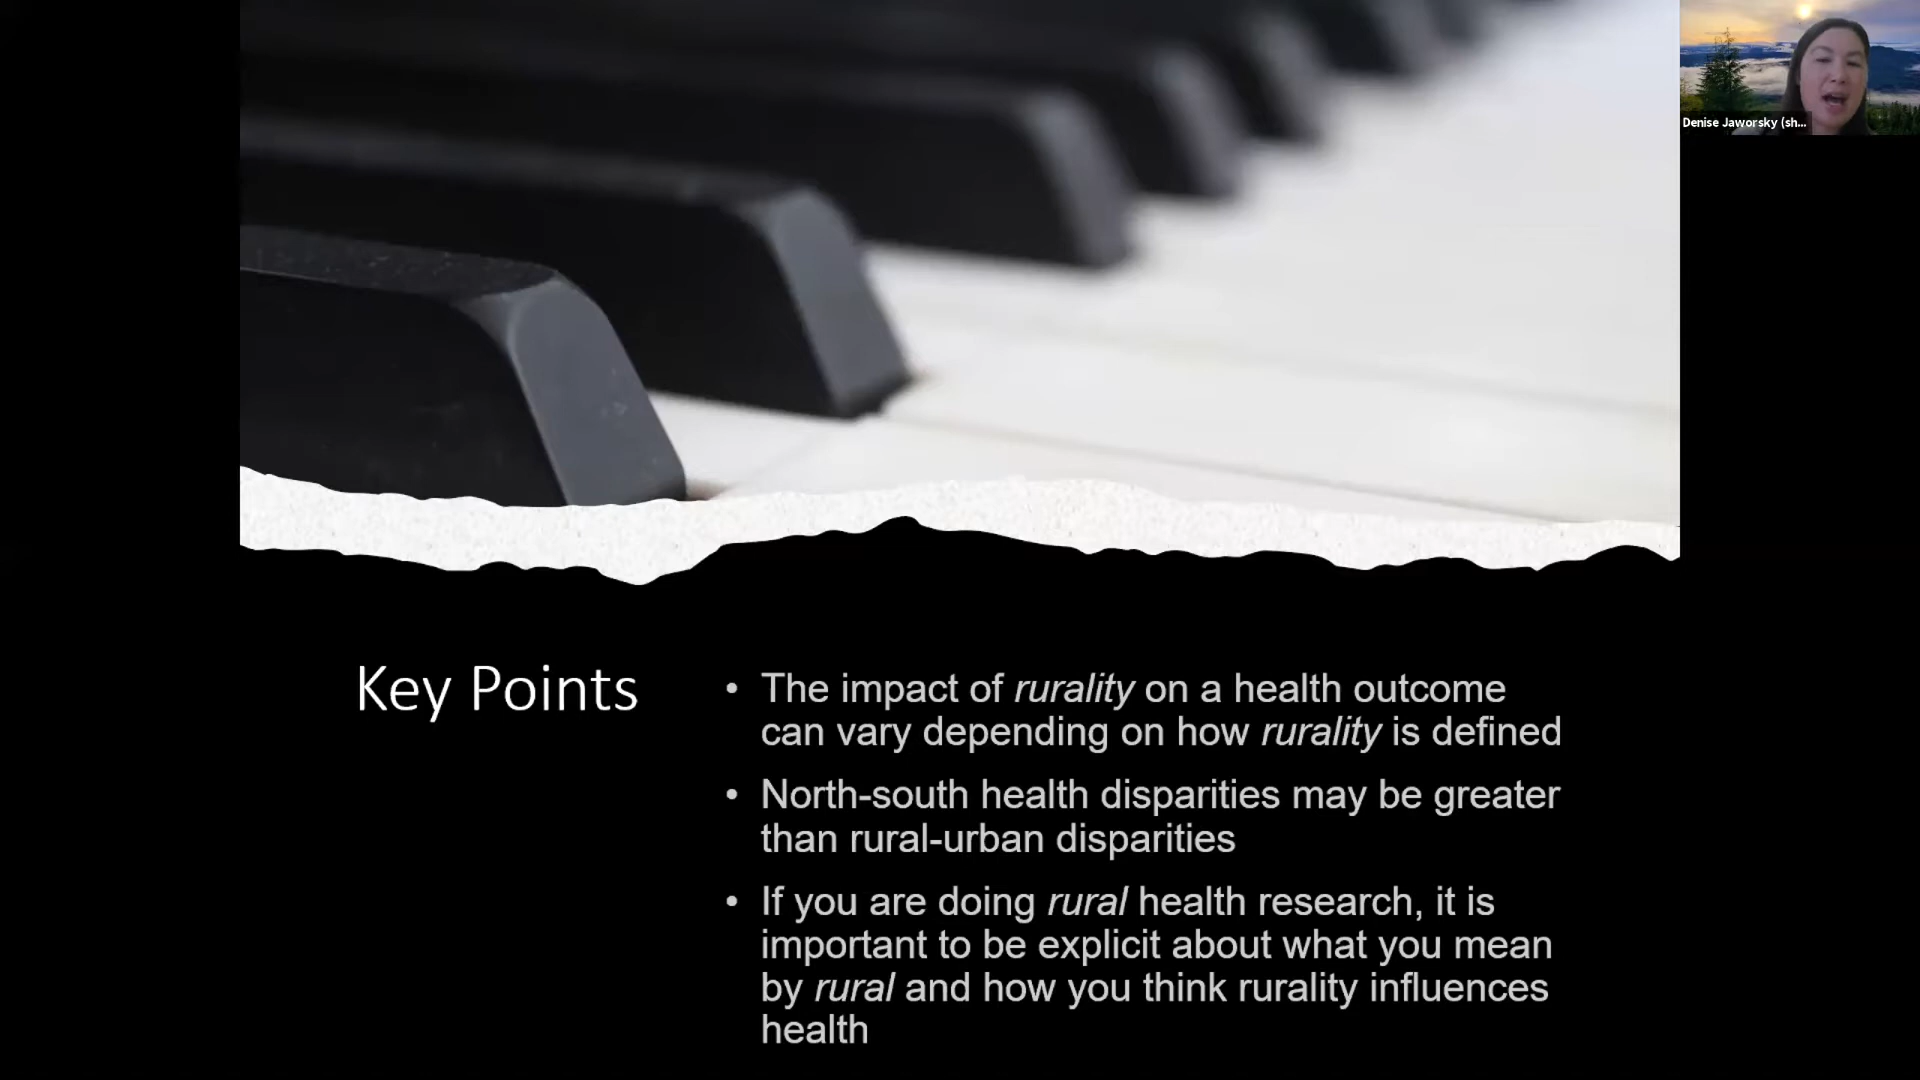 Denise Jaworsky (sh...
Key Points
• The impact of rurality on a health outcome
can vary depending on how rurality is defined
• North-south health disparities may be greater
than rural-urban disparities
• If you are doing rural health research, it is
important to be explicit about what you mean
by rural and how you think rurality influences
health